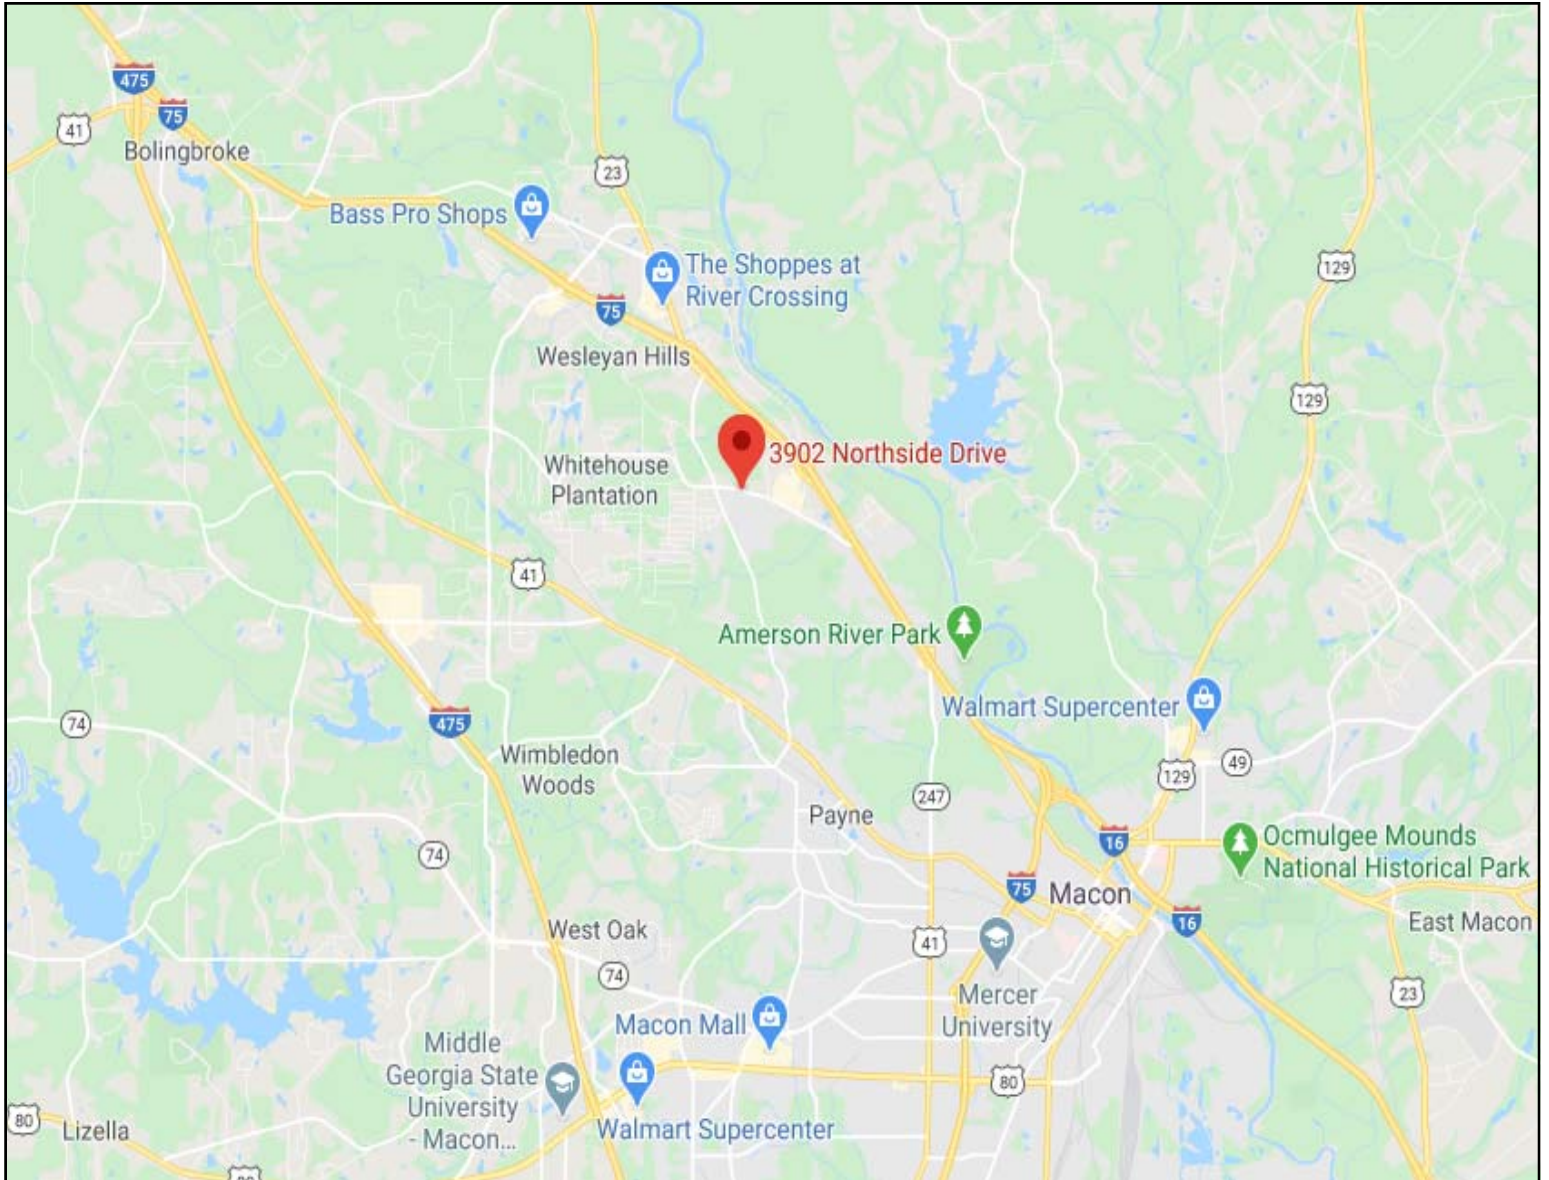 475
75
41
Bolingbroke
23
Bass Pro Shops
The Shoppes at
River Crossing
129
75
Wesleyan Hills
129
3902 Northside Drive
Whitehouse
Plantation
41
Amerson River Park
Walmart Supercenter
74
475
Wimbledon
Woods
49
129
247
Payne
16
Ocmulgee Mounds
National Historical Park
74
75
Macon
16
East Macon
West Oak
41
74
23
Mercer
University
Macon Mall
Middle
Georgia State
University
- Macon...
80
80
Lizella
Walmart Supercenter